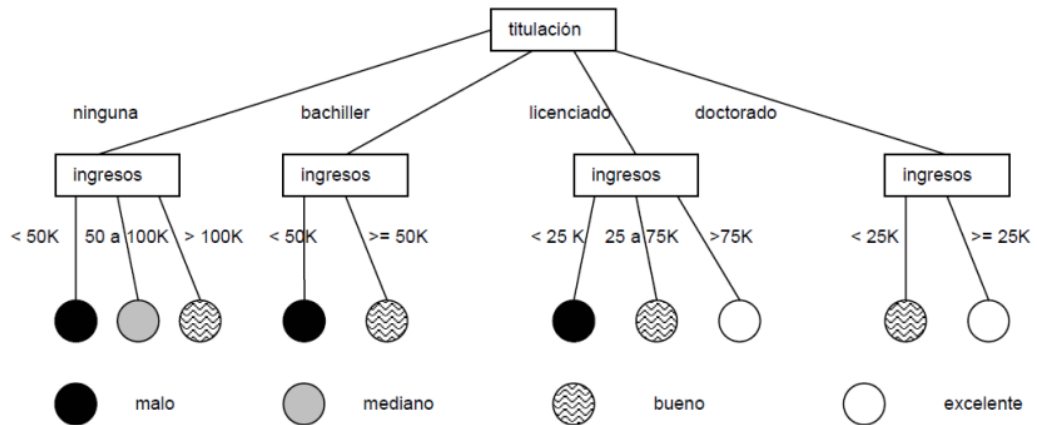 titulación
ninguna bachiller licenciado doctorado
ingresos ingresos ingresos ingresos
< 50K 50 a 100K > 100K < 50K >= 50K < 25 K 25 a 75K >75K < 25K >= 25K
malo mediano bueno excelente